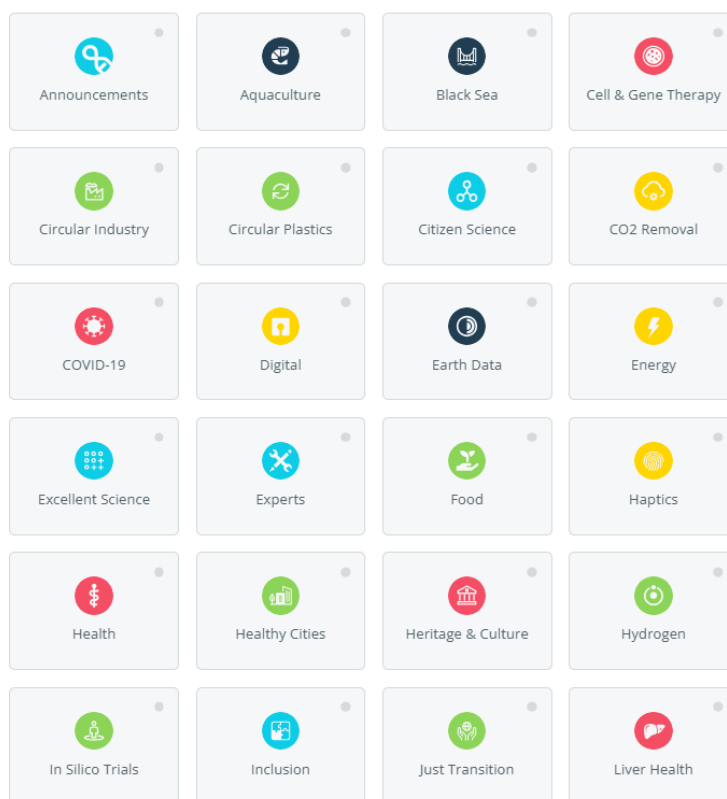 Announcements
Aquaculture
Black Sea
Cell & Gene Therapy
Circular Industry
Circular Plastics
Citizen Science
CO2 Removal
COVID-19
Digital
Earth Data
Energy
Excellent Science
Experts
Food
Haptics
Health
Healthy Cities
Heritage & Culture
Hydrogen
In Silico Trials
Inclusion
Just Transition
Liver Health